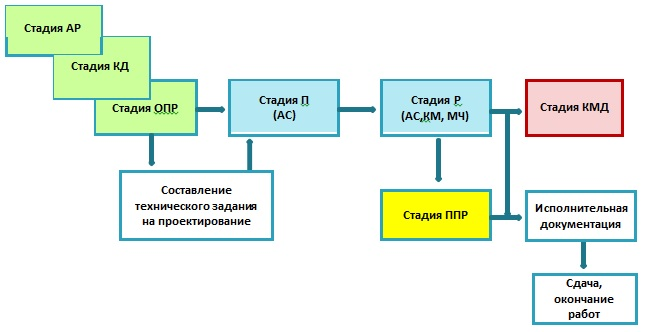 Стадия АР
Стадия КД
Стадия ОПР
Стадия П
(АС)
Стадия Р
(АС,КМ, МЧ)
Стадия КМД
Составление
технического задания
на проектирование
Стадия ППР
Исполнительная
документация
Сдача,
окончание
работ